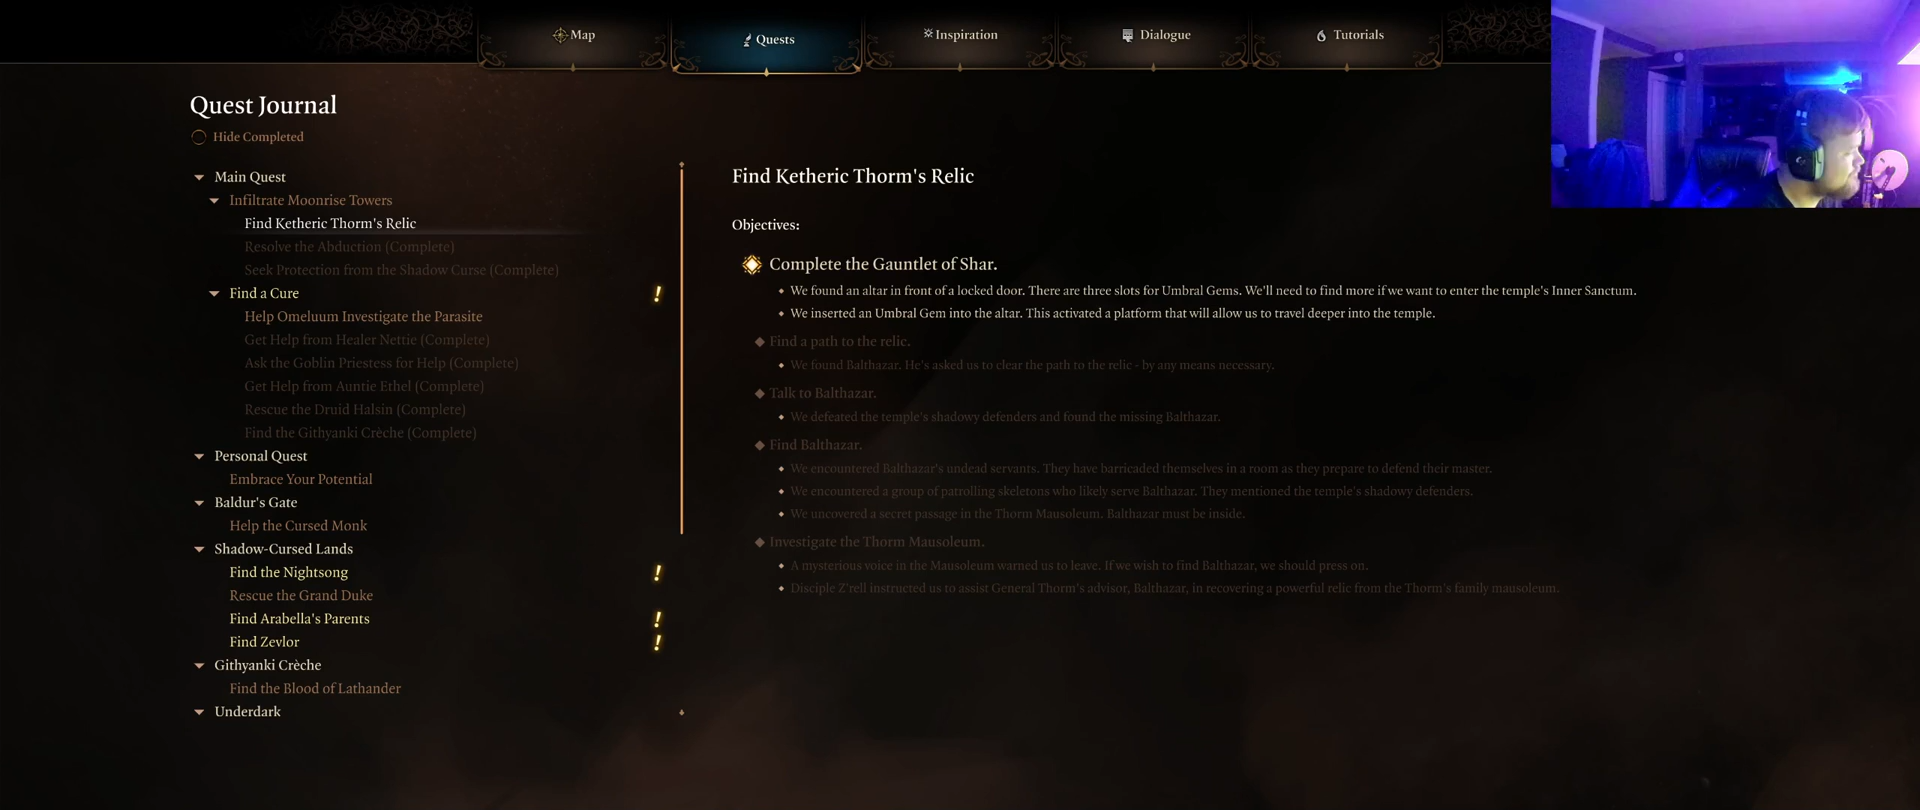 Map
Quests
Inspiration
Dialogue
Tutorials
Quest Journal
Hide Completed
Main Quest
Infiltrate Moonrise Towers
Find Ketheric Thorm's Relic
Resolve the Abduction (Complete)
Seek Protection from the Shadow Curse (Complete)
Find a Cure
Help Omeluum Investigate the Parasite
Get Help from Healer Nettie (Complete)
Ask the Goblin Priestess for Help (Complete)
Get Help from Auntie Ethel (Complete)
Rescue the Druid Halsin (Complete)
Find the Githyanki Crèche (Complete)
Personal Quest
Embrace Your Potential
Baldur's Gate
Help the Cursed Monk
Shadow-Cursed Lands
Find the Nightsong
Rescue the Grand Duke
Find Arabella's Parents
Find Zevlor
Githyanki Crèche
Find the Blood of Lathander
Underdark
Find Ketheric Thorm's Relic
Objectives:
Complete the Gauntlet of Shar.
We found an altar in front of a locked door. There are three slots for Umbral Gems. We'll need to find more if we want to enter the temple's Inner Sanctum.
We inserted an Umbral Gem into the altar. This activated a platform that will allow us to travel deeper into the temple.
Find a path to the relic.
We found Balthazar. He's asked us to clear the path to the relic - by any means necessary.
Talk to Balthazar.
We defeated the temple's shadowy defenders and found the missing Balthazar.
Find Balthazar.
We encountered Balthazar's undead servants. They have barricaded themselves in a room as they prepare to defend their master.
We encountered a group of patrolling skeletons who likely serve Balthazar. They mentioned the temple's shadowy defenders.
We uncovered a secret passage in the Thorm Mausoleum. Balthazar must be inside.
Investigate the Thorm Mausoleum.
A mysterious voice in the Mausoleum warned us to leave. If we wish to find Balthazar, we should press on.
Disciple Z'rell instructed us to assist General Thorm's advisor, Balthazar, in recovering a powerful relic from the Thorm's family mausoleum.